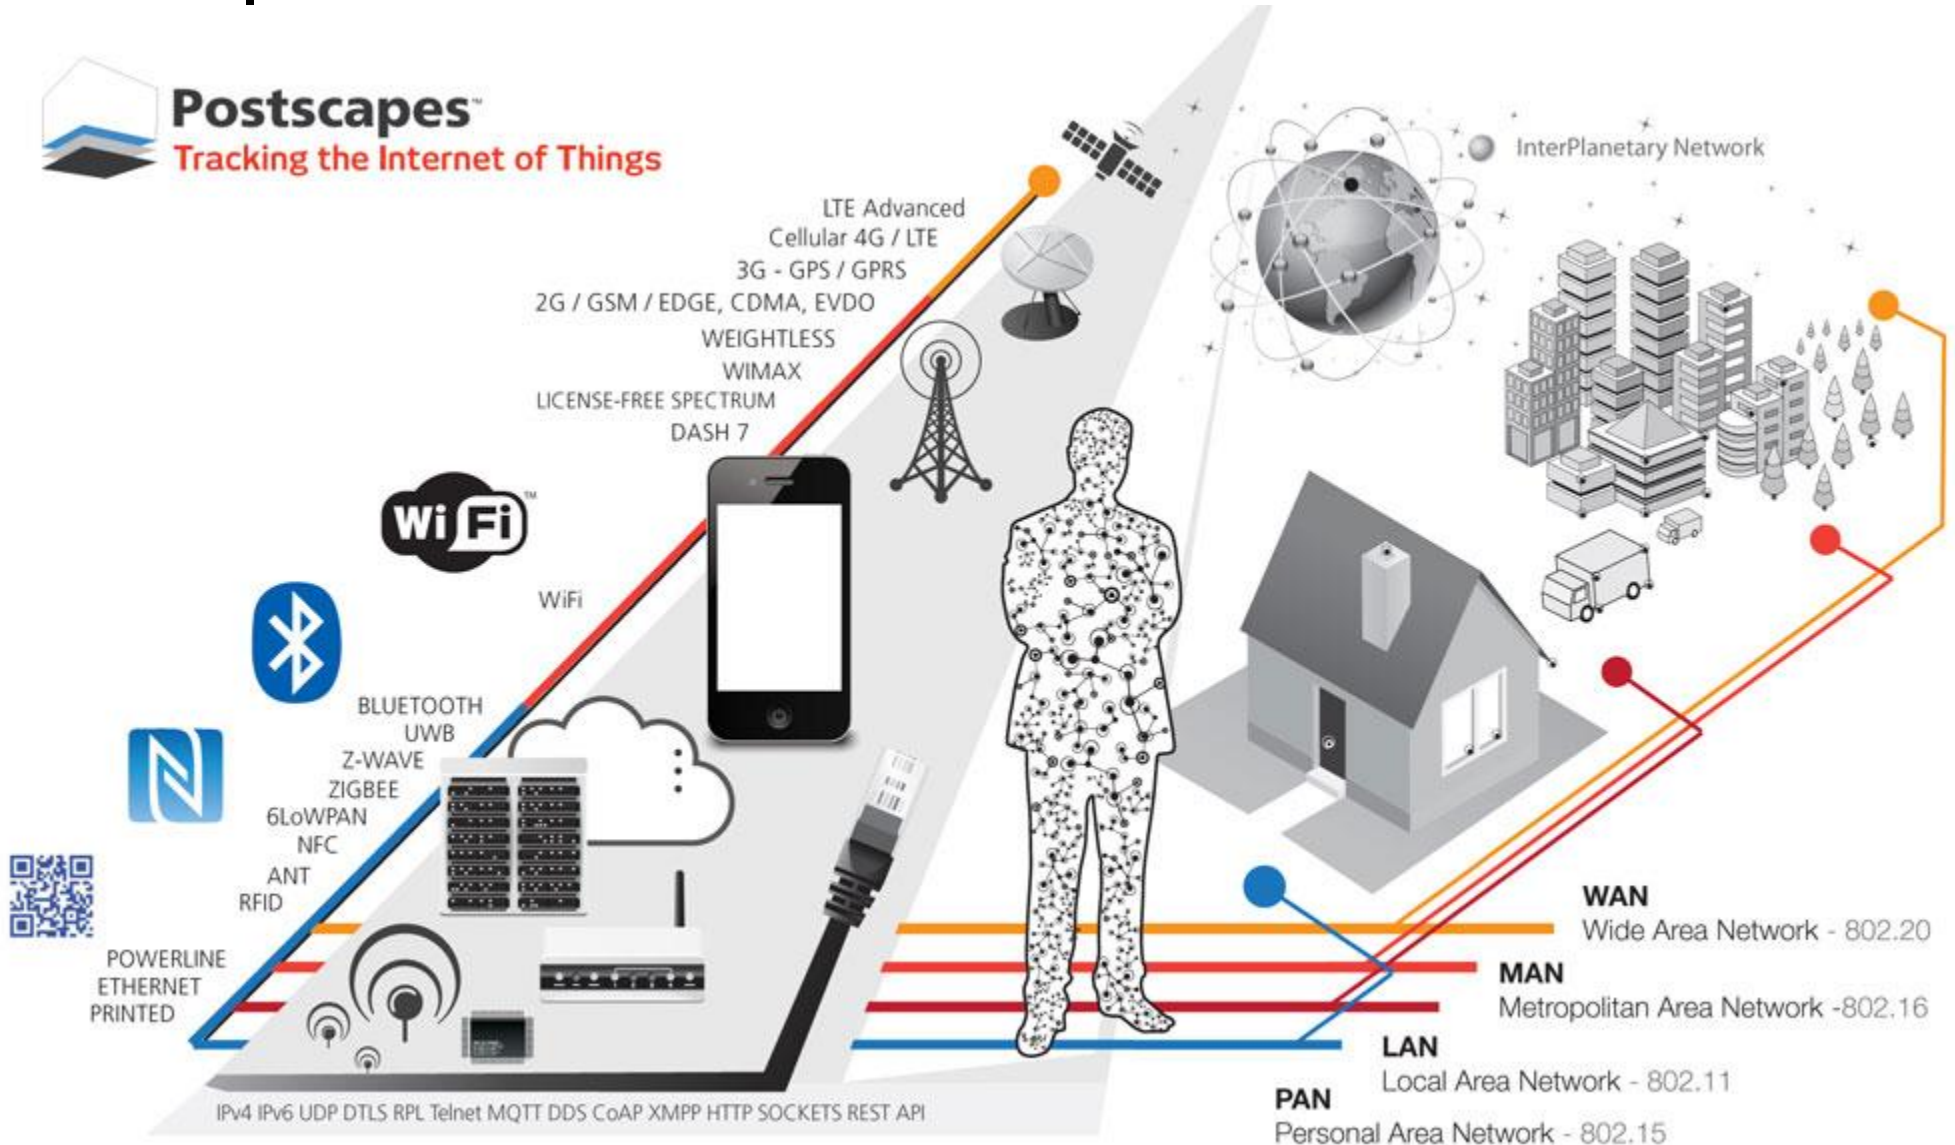 Postscapes™
Tracking the Internet of Things
InterPlanetary Network
LTE Advanced
Cellular 4G / LTE
3G - GPS / GPRS
2G / GSM / EDGE, CDMA, EVDO
WEIGHTLESS
WIMAX
LICENSE-FREE SPECTRUM
DASH 7
WiFi™
WiFi
BLUETOOTH
UWB
Z-WAVE
ZIGBEE
6LoWPAN
NFC
ANT
RFID
POWERLINE
ETHERNET
PRINTED
WAN
Wide Area Network - 802.20
MAN
Metropolitan Area Network -802.16
LAN
Local Area Network - 802.11
PAN
Personal Area Network - 802.15
IPv4 IPv6 UDP DTLS RPL Telnet MQTT DDS CoAP XMPP HTTP SOCKETS REST API